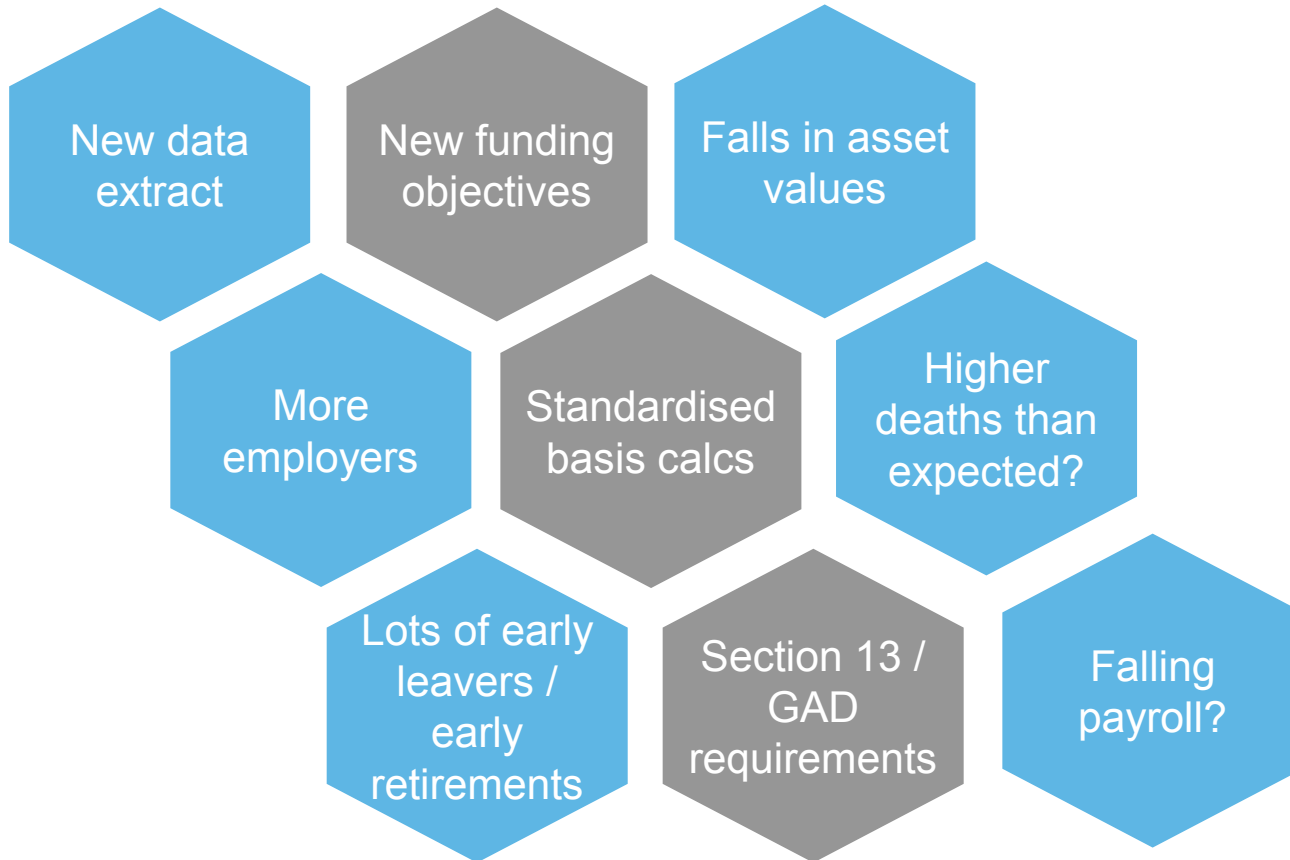 New data
extract
New funding
objectives
Falls in asset
values
More
employers
Standardised
basis calcs
Higher
deaths than
expected?
Lots of early
leavers /
early
retirements
Section 13 /
GAD
requirements
Falling
payroll?